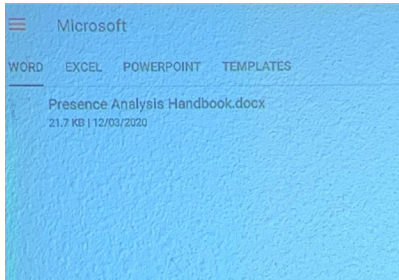 Microsoft
WORD EXCEL POWERPOINT TEMPLATES
Presence Analysis Handbook.docx
21.7 KB | 12/03/2020